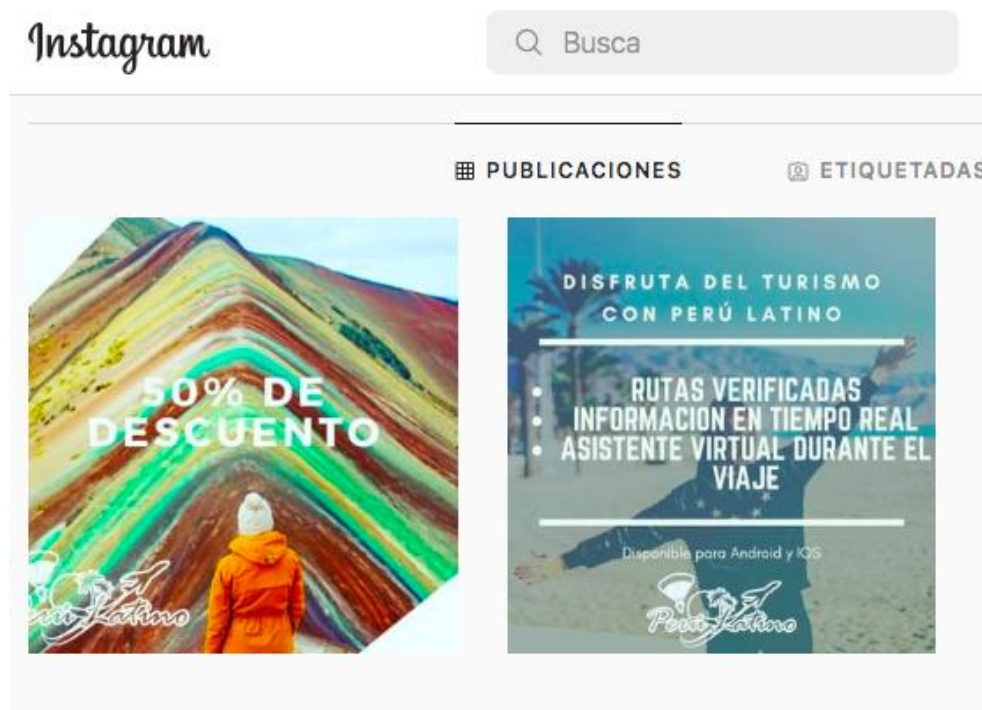 Instagram
Busca
PUBLICACIONES
ETIQUETADAS
50% DE
DESCUENTO
Perú Latino
DISFRUTA DEL TURISMO
CON PERÚ LATINO
• RUTAS VERIFICADAS
• INFORMACION EN TIEMPO REAL
• ASISTENTE VIRTUAL DURANTE EL
VIAJE
Disponible para Android y IOS
Perú Latino